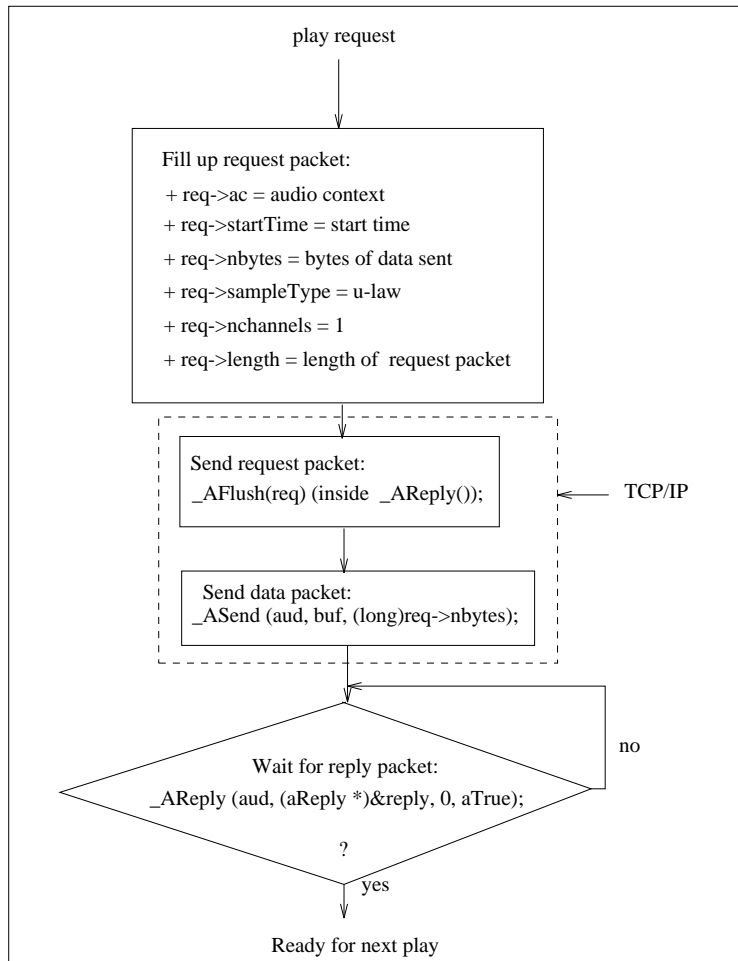 play request
Fill up request packet:
+ req->ac = audio context
+ req->startTime = start time
+ req->nbytes = bytes of data sent
+ req->sampleType = u-law
+ req->nchannels = 1
+ req->length = length of request packet
Send request packet:
_AFlush(req) (inside _AReply());
TCP/IP
Send data packet:
_ASend (aud, buf, (long)req->nbytes);
Wait for reply packet:
_AReply (aud, (aReply *)&reply, 0, aTrue);
?
no
yes
Ready for next play